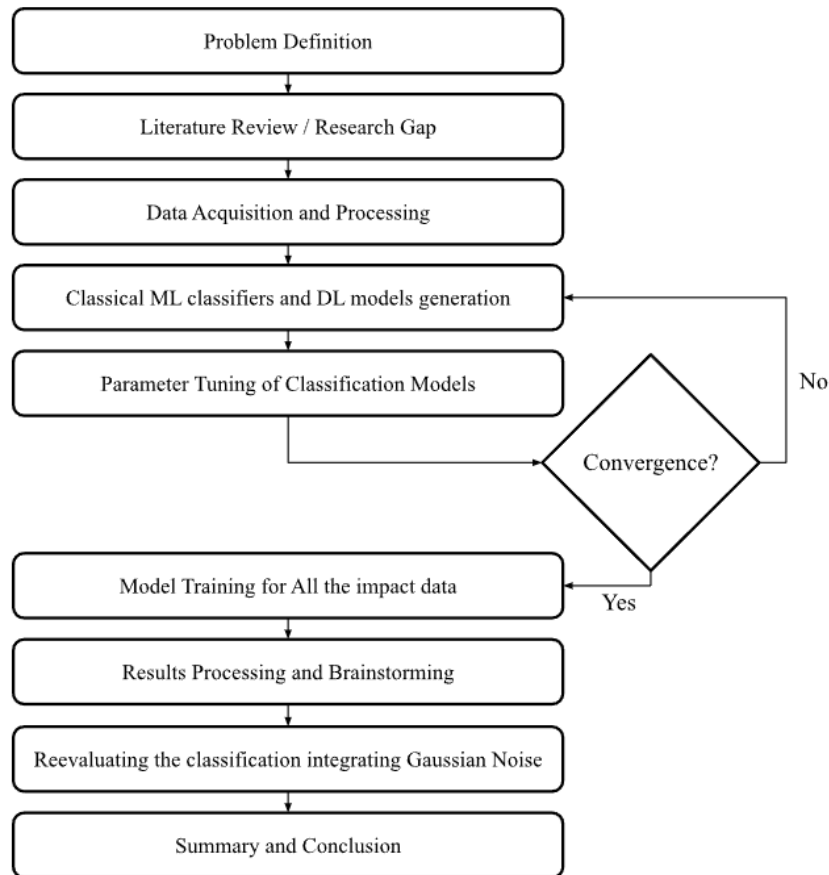 Problem Definition
Literature Review / Research Gap
Data Acquisition and Processing
Classical ML classifiers and DL models generation
Parameter Tuning of Classification Models
No
Convergence?
Model Training for All the impact data
Yes
Results Processing and Brainstorming
Reevaluating the classification integrating Gaussian Noise
Summary and Conclusion